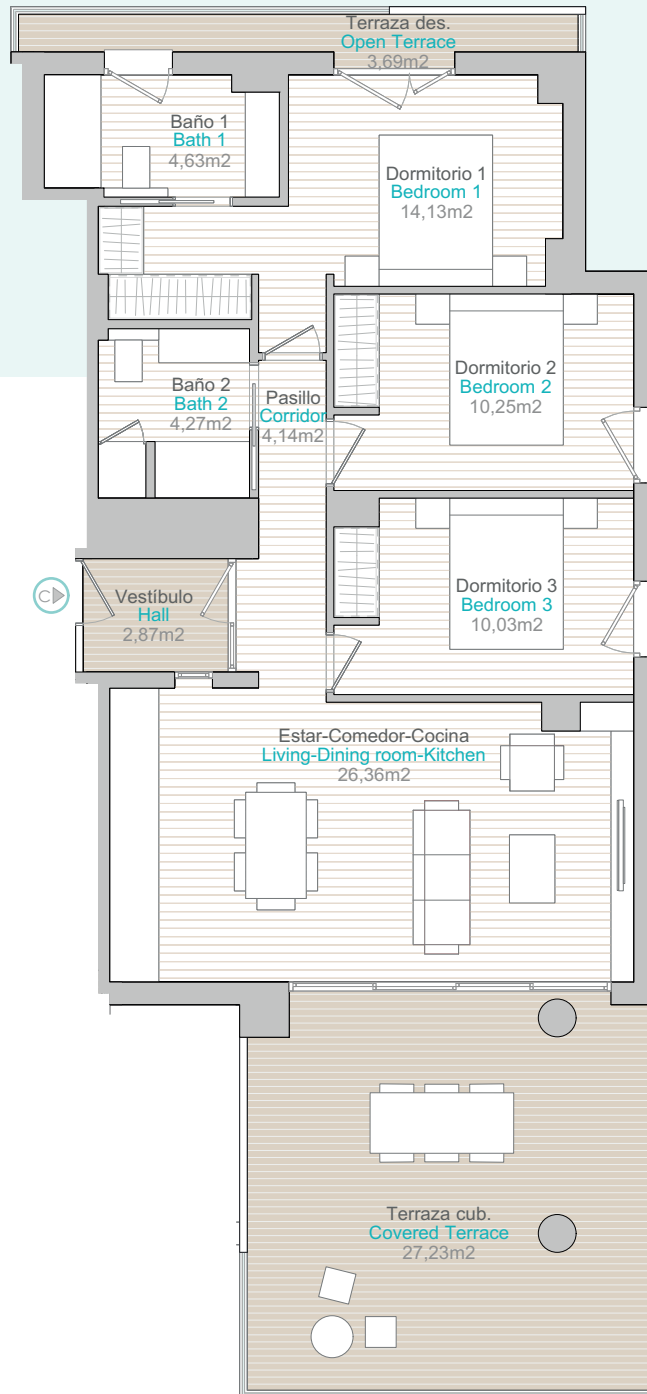 Terraza des.
Open Terrace
3,69m2
Baño 1
Bath 1
4,63m2
Dormitorio 1
Bedroom 1
14,13m2
Dormitorio 2
Bedroom 2
10,25m2
Baño 2
Bath 2
4,27m2
Pasillo
Corridor
4,14m2
Dormitorio 3
Bedroom 3
10,03m2
C
Vestíbulo
Hall
2,87m2
Estar-Comedor-Cocina
Living-Dining room-Kitchen
26,36m2
Terraza cub.
Covered Terrace
27,23m2